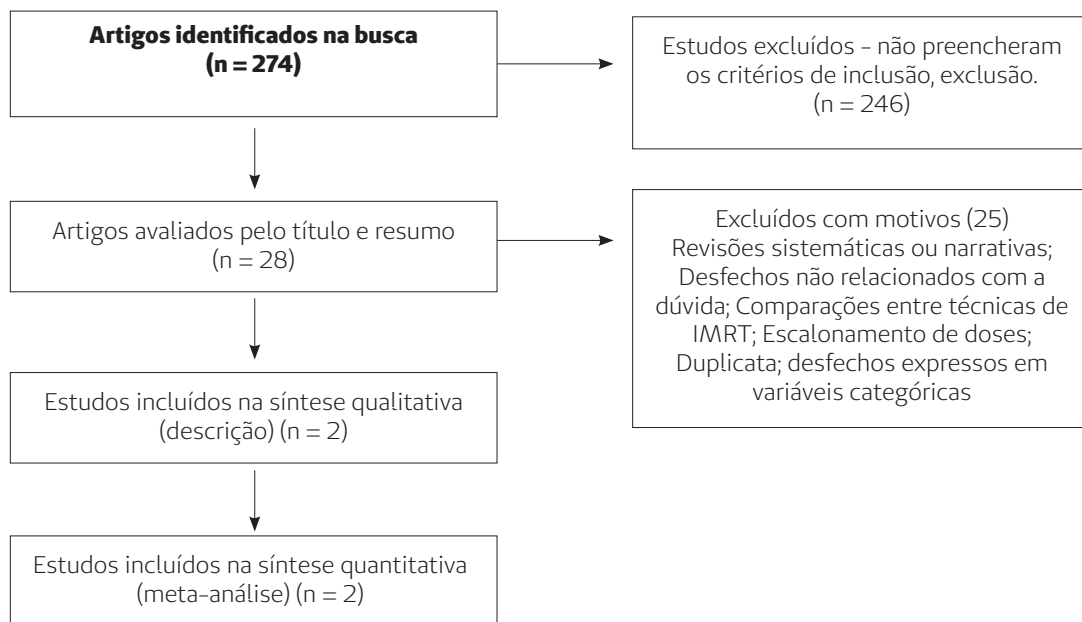 Artigos identificados na busca
(n = 274)
Estudos excluídos - não preencheram
os critérios de inclusão, exclusão.
(n = 246)
Artigos avaliados pelo título e resumo
(n = 28)
Excluídos com motivos (25)
Revisões sistemáticas ou narrativas;
Desfechos não relacionados com a
dúvida; Comparações entre técnicas de
IMRT; Escalonamento de doses;
Duplicata; desfechos expressos em
variáveis categóricas
Estudos incluídos na síntese qualitativa
(descrição) (n = 2)
Estudos incluídos na síntese quantitativa
(meta-análise) (n = 2)